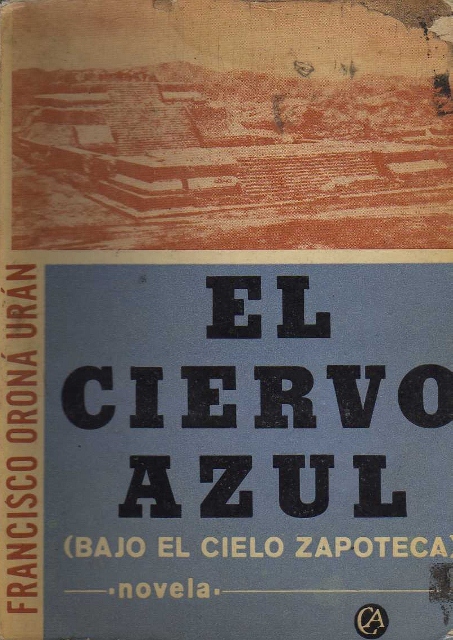 FRANCISCO ORONÁ URÁN
EL
CIERVO
AZUL
(BAJO EL CIELO ZAPOTECA)
novela
CA